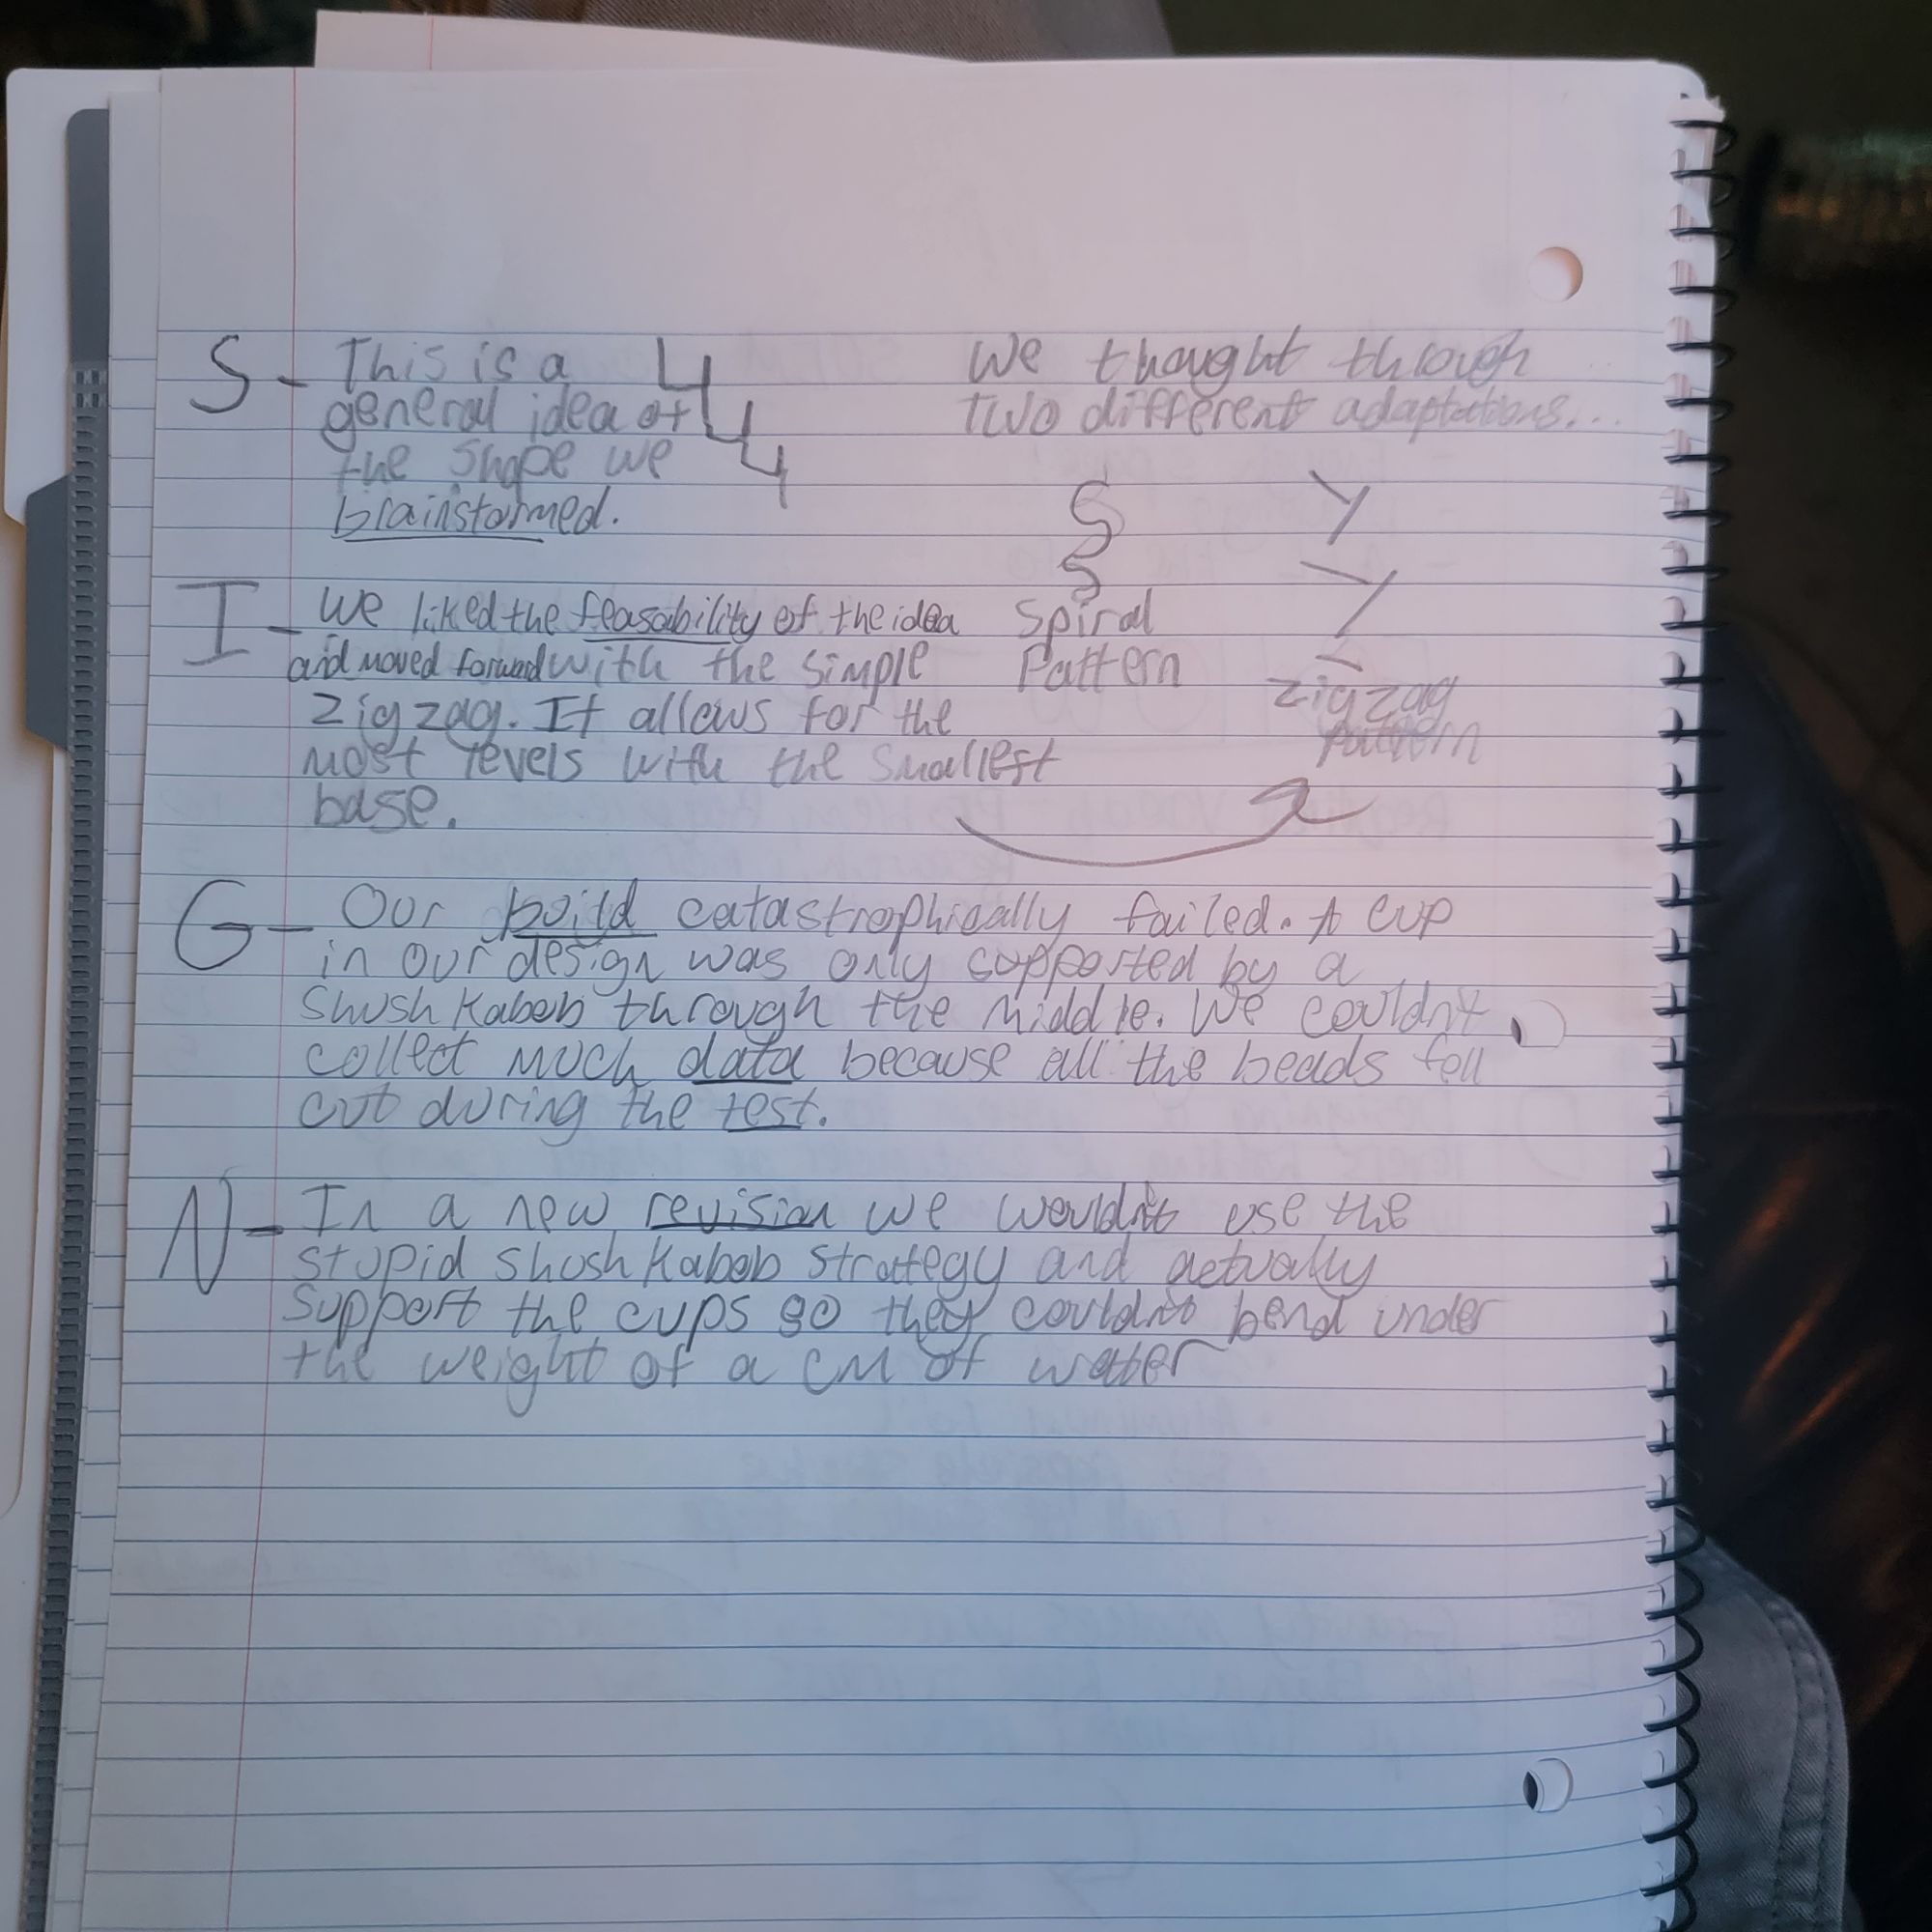 S - This is a
general idea of
the shape we
brainstormed.
We thought through
two different adaptations...
Spiral
Pattern
Zigzag
pattern
I - We liked the feasability of the idea
and moved forward with the simple
zigzag. It allows for the
most levels with the smallest
base.
G - Our build catastrophically failed. A cup
in our design was only supported by a
shush kabob through the middle. We couldn't
collect much data because all the beads fell
out during the test.
N - In a new revision we wouldn't use the
stupid shush kabob strategy and actually
support the cups so they couldn't bend under
the weight of a cm of water